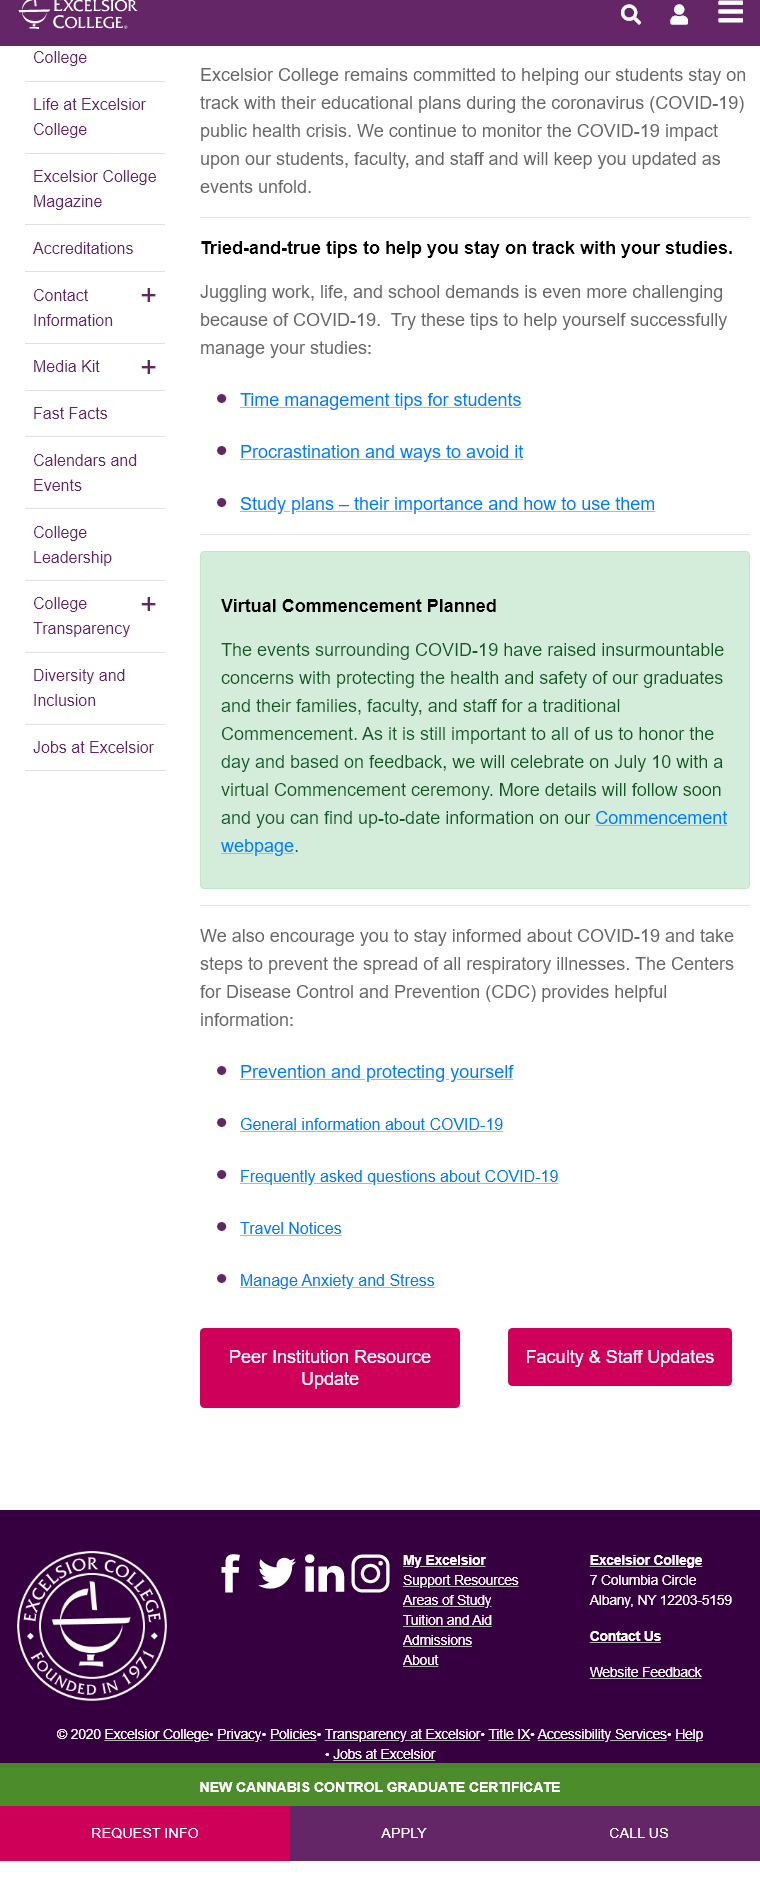 EXCELSIOR
COLLEGE®
College
Life at Excelsior
College
Excelsior College
Magazine
Accreditations
Contact
Information
Media Kit
Fast Facts
Calendars and
Events
College
Leadership
College
Transparency
Diversity and
Inclusion
Jobs at Excelsior
Excelsior College remains committed to helping our students stay on
track with their educational plans during the coronavirus (COVID-19)
public health crisis. We continue to monitor the COVID-19 impact
upon our students, faculty, and staff and will keep you updated as
events unfold.
Tried-and-true tips to help you stay on track with your studies.
Juggling work, life, and school demands is even more challenging
because of COVID-19.  Try these tips to help yourself successfully
manage your studies:
Time management tips for students
Procrastination and ways to avoid it
Study plans – their importance and how to use them
Virtual Commencement Planned
The events surrounding COVID-19 have raised insurmountable
concerns with protecting the health and safety of our graduates
and their families, faculty, and staff for a traditional
Commencement. As it is still important to all of us to honor the
day and based on feedback, we will celebrate on July 10 with a
virtual Commencement ceremony. More details will follow soon
and you can find up-to-date information on our Commencement
webpage.
We also encourage you to stay informed about COVID-19 and take
steps to prevent the spread of all respiratory illnesses. The Centers
for Disease Control and Prevention (CDC) provides helpful
information:
Prevention and protecting yourself
General information about COVID-19
Frequently asked questions about COVID-19
Travel Notices
Manage Anxiety and Stress
Peer Institution Resource
Update
Faculty & Staff Updates
EXCELSIOR COLLEGE
FOUNDED IN 1971
My Excelsior
Support Resources
Areas of Study
Tuition and Aid
Admissions
About
Excelsior College
7 Columbia Circle
Albany, NY 12203-5159
Contact Us
Website Feedback
© 2020 Excelsior College• Privacy• Policies• Transparency at Excelsior• Title IX• Accessibility Services• Help
• Jobs at Excelsior
NEW CANNABIS CONTROL GRADUATE CERTIFICATE
REQUEST INFO
APPLY
CALL US